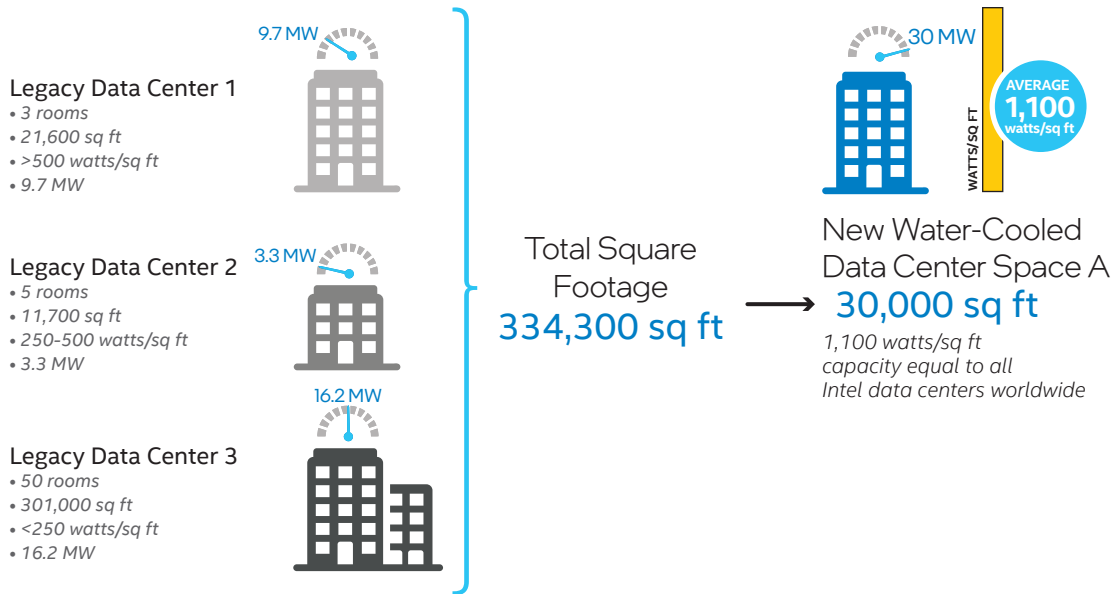 9.7 MW
Legacy Data Center 1
• 3 rooms
• 21,600 sq ft
• >500 watts/sq ft
• 9.7 MW
3.3 MW
Legacy Data Center 2
• 5 rooms
• 11,700 sq ft
• 250-500 watts/sq ft
• 3.3 MW
16.2 MW
Legacy Data Center 3
• 50 rooms
• 301,000 sq ft
• <250 watts/sq ft
• 16.2 MW
Total Square
Footage
334,300 sq ft
30 MW
WATTS/SQ FT
AVERAGE
1,100
watts/sq ft
New Water-Cooled
Data Center Space A
30,000 sq ft
1,100 watts/sq ft
capacity equal to all
Intel data centers worldwide